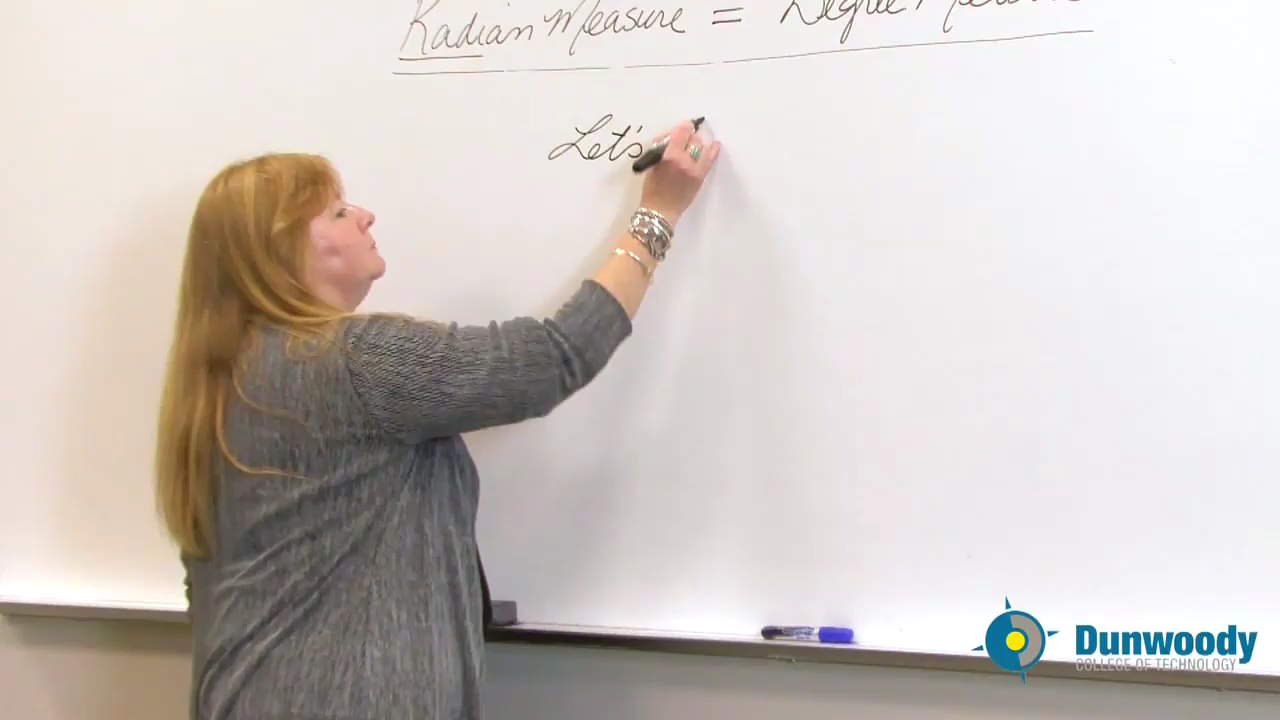 Radian Measure = Degree Measure
Let's
Dunwoody
COLLEGE OF TECHNOLOGY